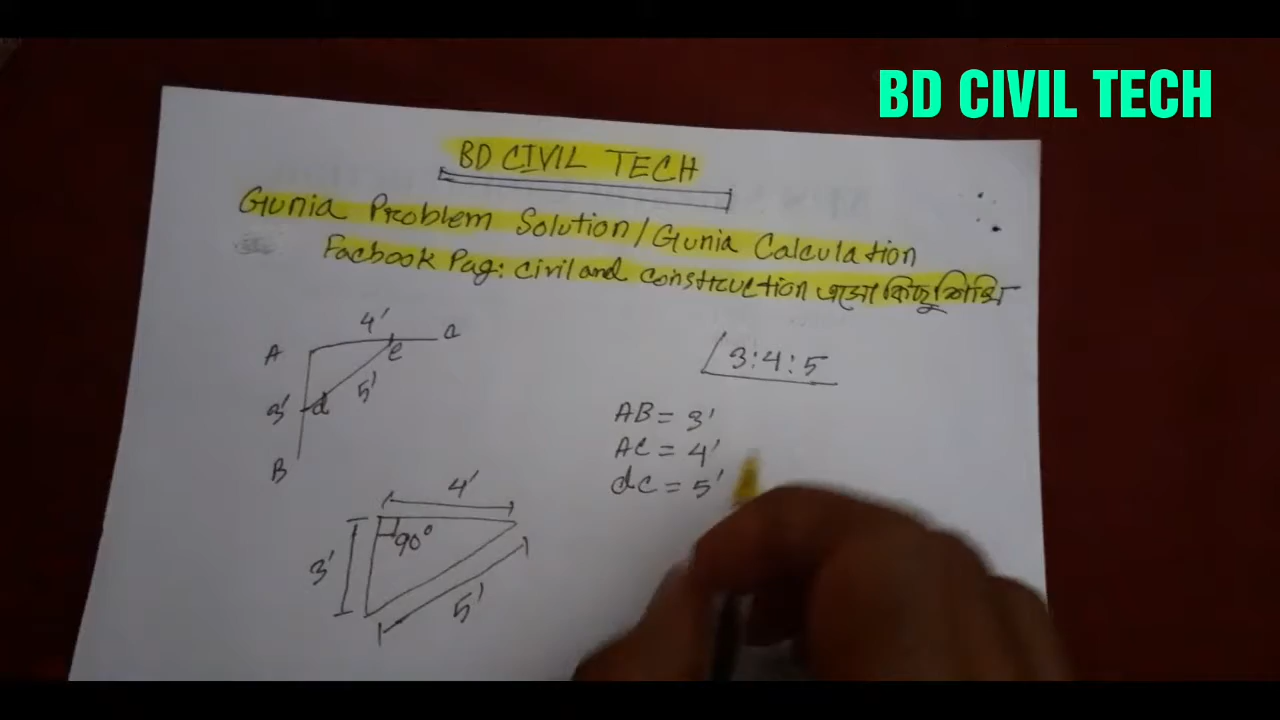 BD CIVIL TECH
BD CIVIL TECH
Gunia Problem Solution/Gunia Calculation
Facbook Pag: civil and construction এসো কিছু শিখি
4'
A
e
C
5'
3'
d
B
3:4:5
AB = 3'
AC = 4'
dc = 5'
4'
90°
3'
5'